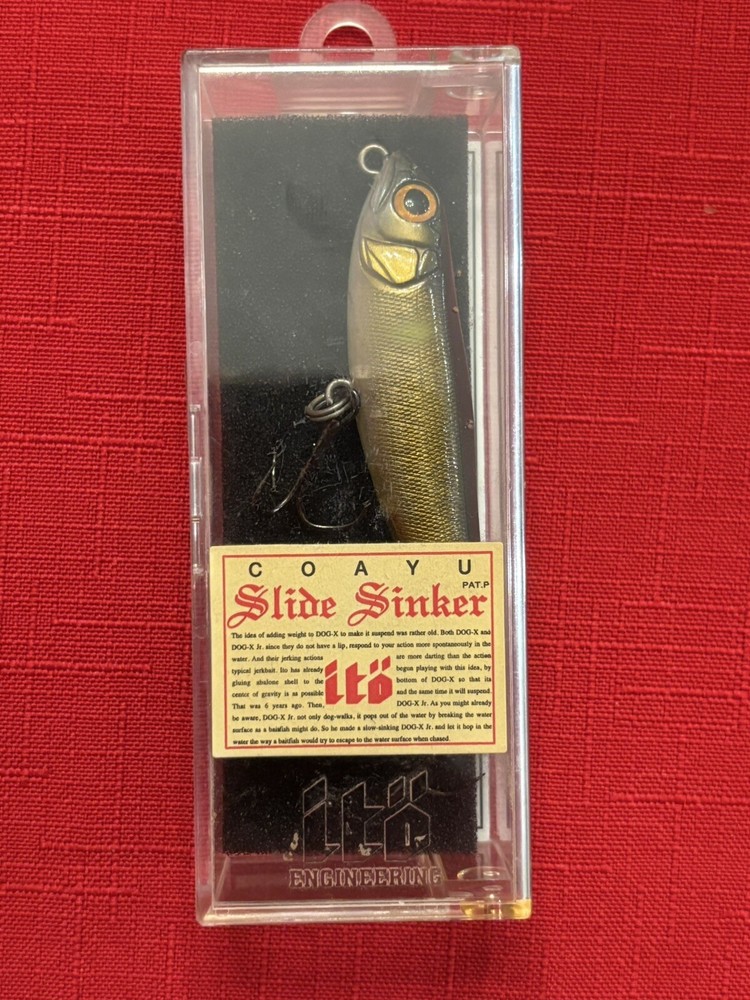 COAYU
PAT.P
Slide Sinker
The idea of adding weight to DOG-X to make it suspend was rather old. Both DOG-X and
DOG-X Jr. since they do not have a lip, respond to your action more spontaneously in the
water. And their jerking actions are more darting than the action
typical jerkbait. Ito has already begun playing with this idea, by
gluing abalone shell to the bottom of DOG-X so that its
center of gravity is as possible and the same time it will suspend.
That was 6 years ago. Then, DOG-X Jr. As you might already
be aware, DOG-X Jr. not only dog-walks, it pops out of the water by breaking the water
surface as a baitfish might do. So he made a slow-sinking DOG-X Jr. and let it hop in the
water the way a baitfish would try to escape to the water surface when chased.
itö
itö
ENGINEERING